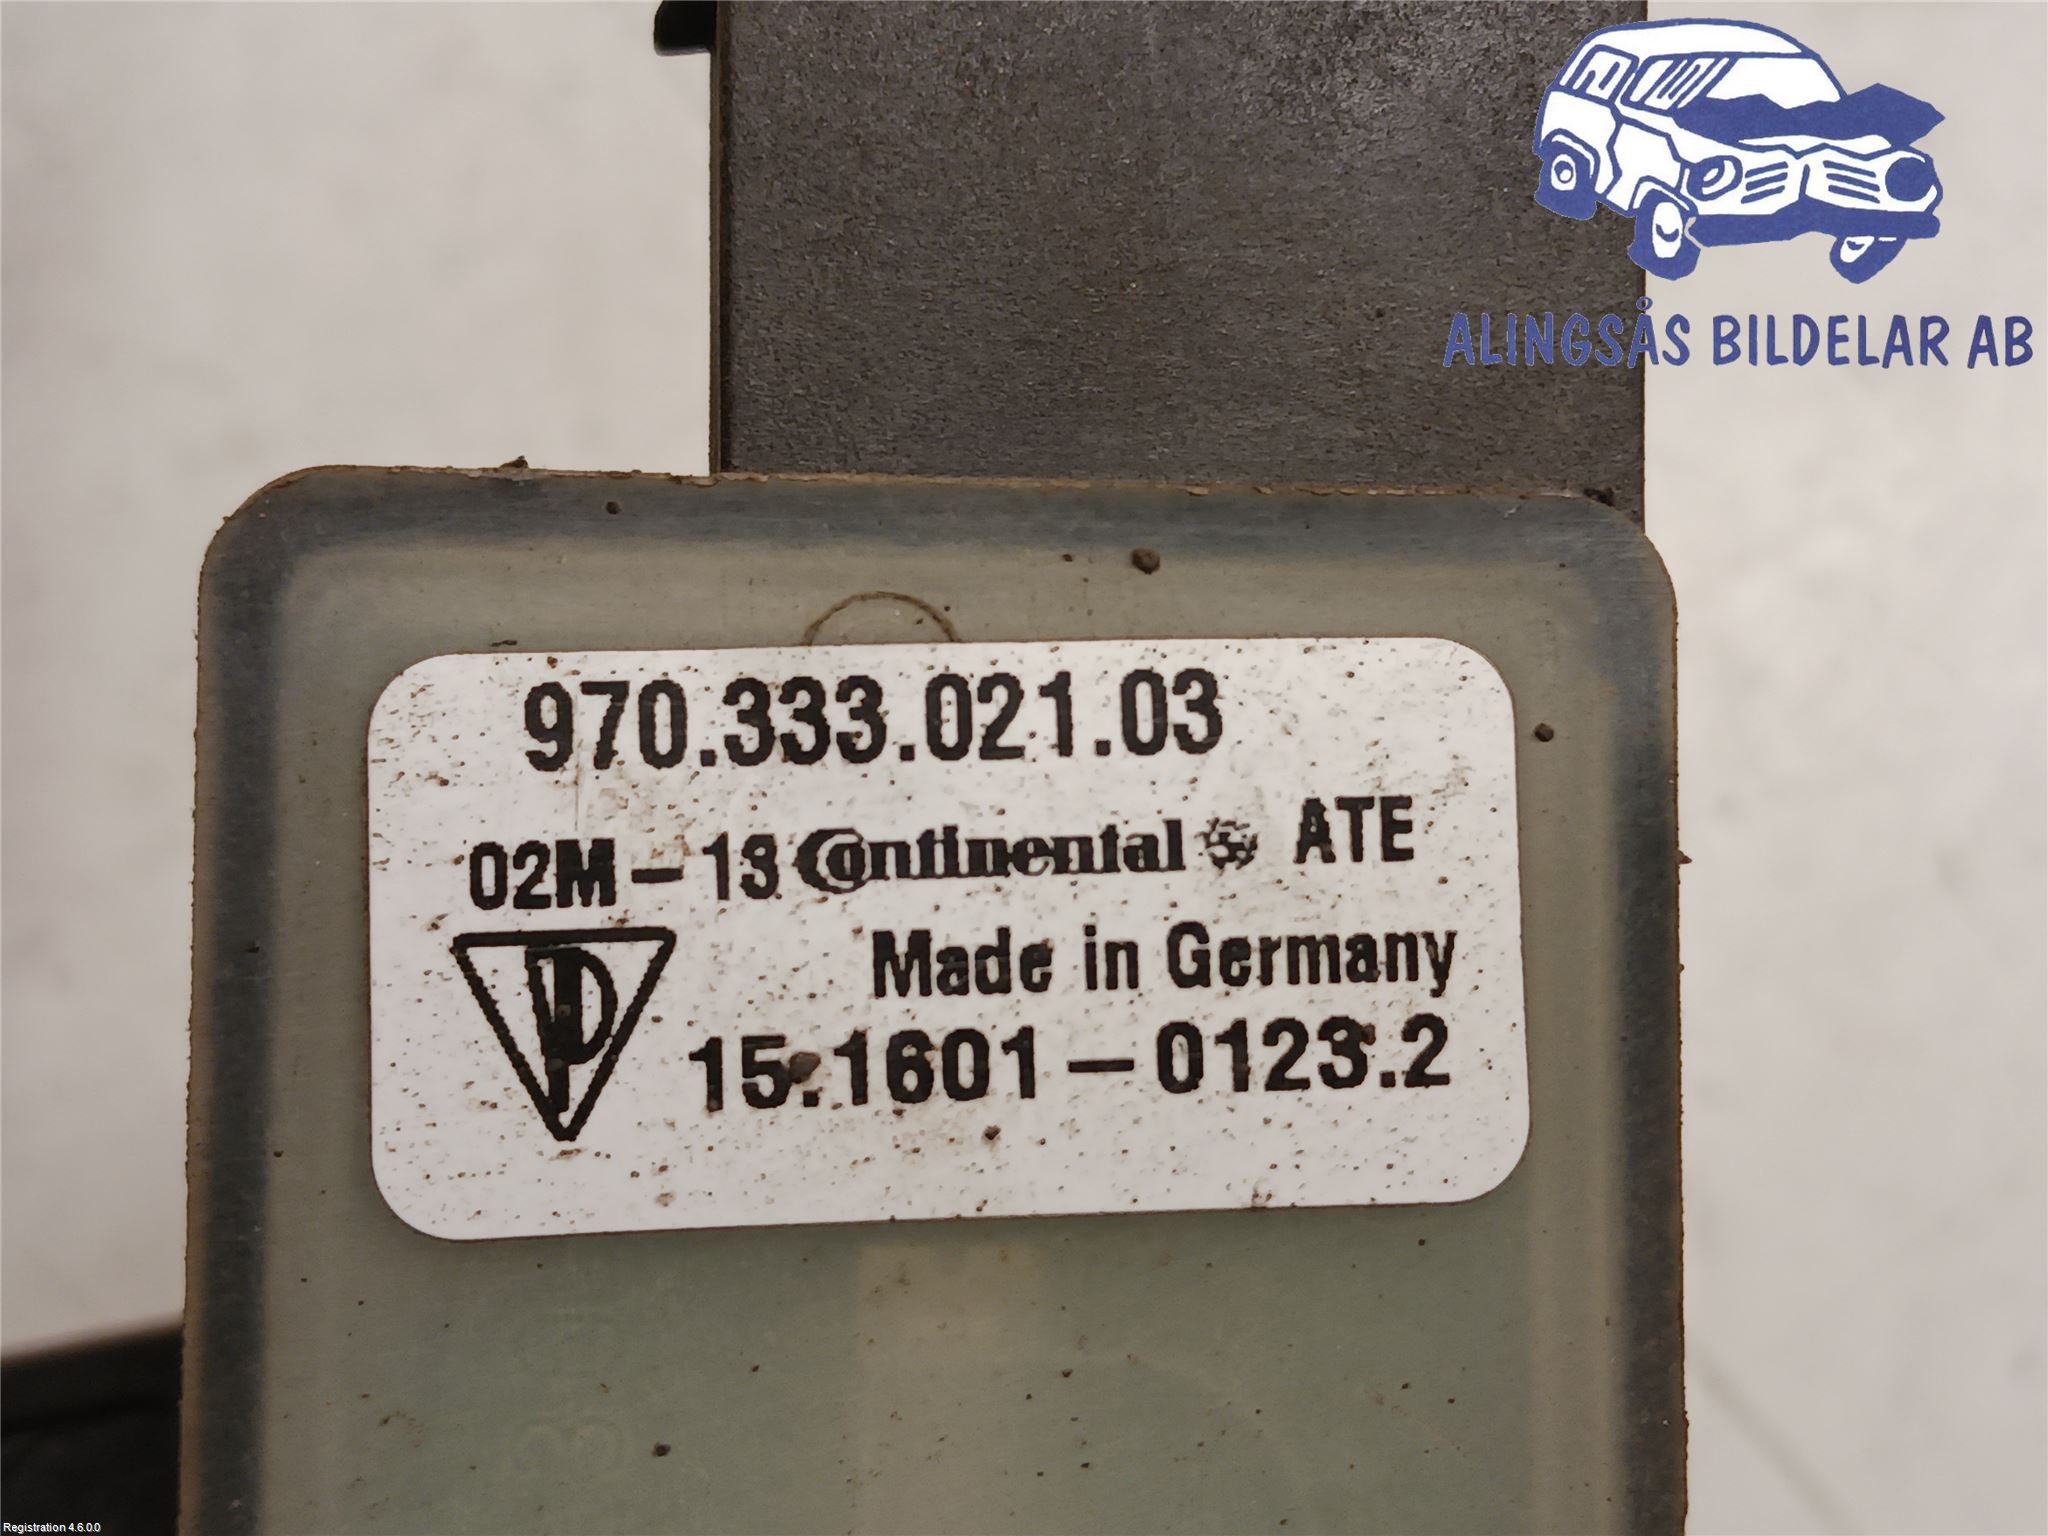 ALINGSÅS BILDELAR AB
970.333.021.03
02M-13 Continental ATE
Made in Germany
15.1601-0123.2
Registration 4.6.0.0